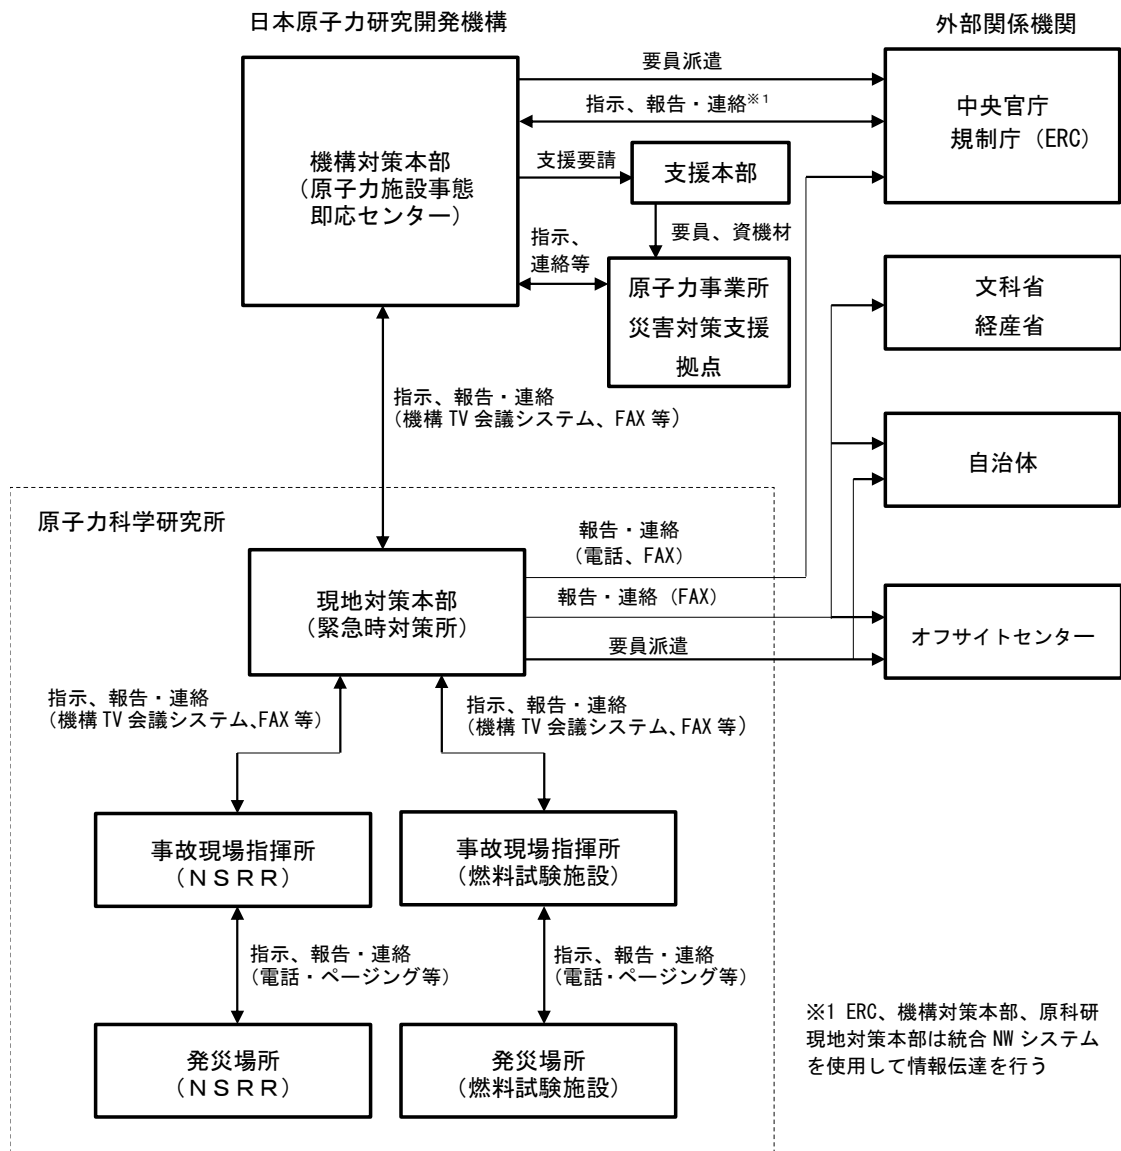 日本原子力研究開発機構
外部関係機関
機構対策本部
（原子力施設事態
即応センター）
要員派遣
指示、報告・連絡※1
支援要請
支援本部
要員、資機材
指示、
連絡等
原子力事業所
災害対策支援
拠点
中央官庁
規制庁（ERC）
文科省
経産省
自治体
オフサイトセンター
指示、報告・連絡
（機構 TV 会議システム、FAX 等）
原子力科学研究所
現地対策本部
（緊急時対策所）
報告・連絡
（電話、FAX）
報告・連絡（FAX）
要員派遣
指示、報告・連絡
（機構 TV 会議システム、FAX 等）
指示、報告・連絡
（機構 TV 会議システム、FAX 等）
事故現場指揮所
（ＮＳＲＲ）
事故現場指揮所
（燃料試験施設）
指示、報告・連絡
（電話・ページング等）
指示、報告・連絡
（電話・ページング等）
発災場所
（ＮＳＲＲ）
発災場所
（燃料試験施設）
※1 ERC、機構対策本部、原科研
現地対策本部は統合 NW システム
を使用して情報伝達を行う